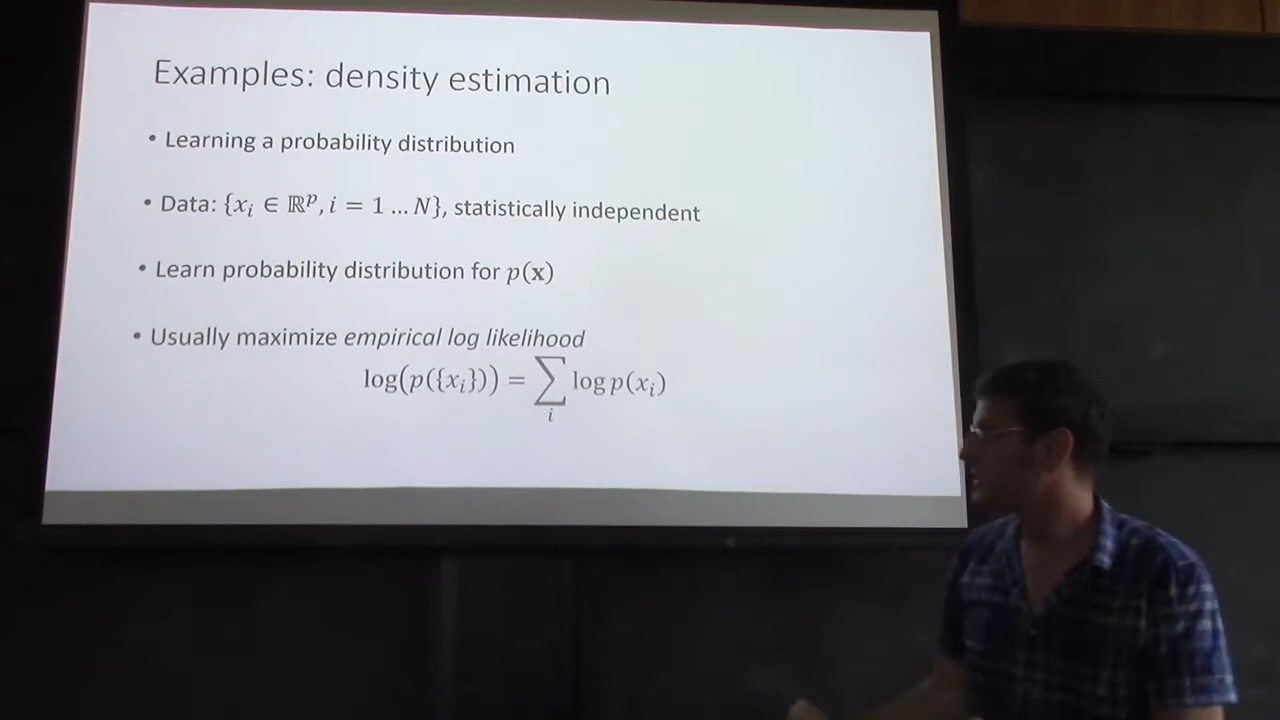 Examples: density estimation
• Learning a probability distribution
• Data: {xᵢ ∈ ℝᵖ, i = 1 … N}, statistically independent
• Learn probability distribution for p(𝐱)
• Usually maximize empirical log likelihood
log(p({xᵢ})) = ∑ log p(xᵢ)
i